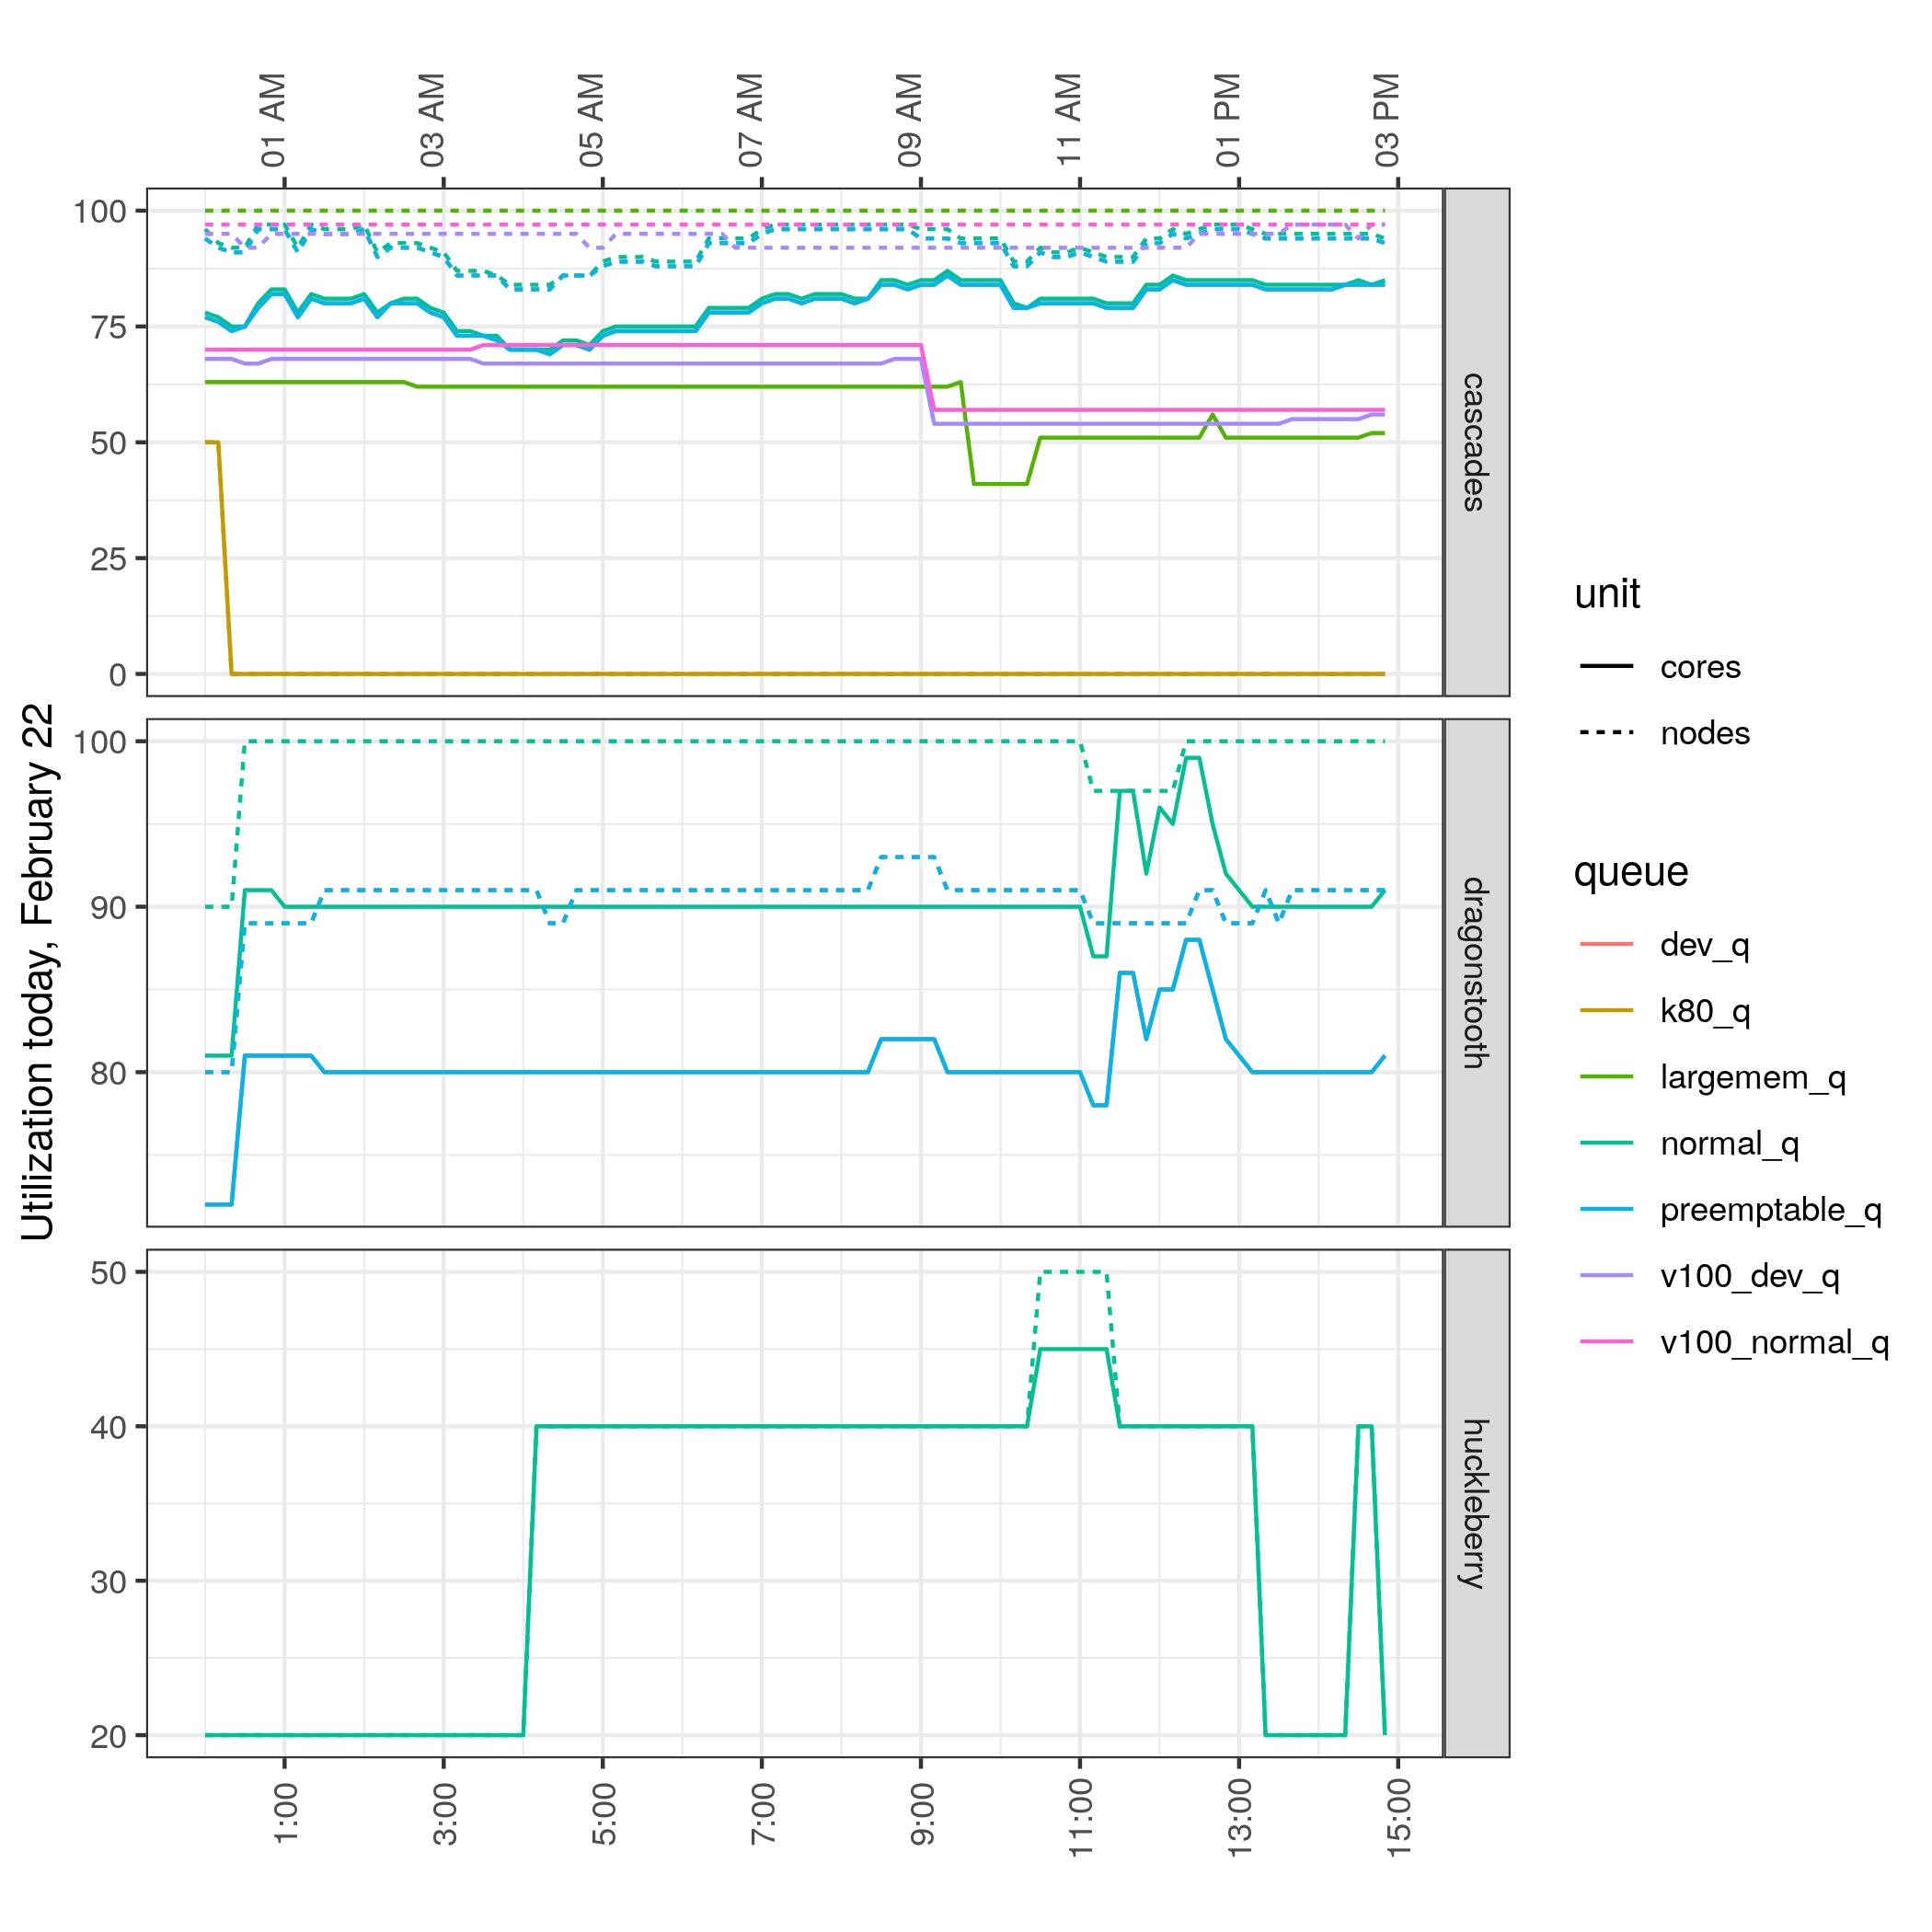 01 AM
03 AM
05 AM
07 AM
09 AM
11 AM
01 PM
03 PM
Utilization today, February 22
100
75
50
25
0
cascades
100
90
80
dragonstooth
50
40
30
20
huckleberry
1:00
3:00
5:00
7:00
9:00
11:00
13:00
15:00
unit
cores
nodes
queue
dev_q
k80_q
largemem_q
normal_q
preemptable_q
v100_dev_q
v100_normal_q